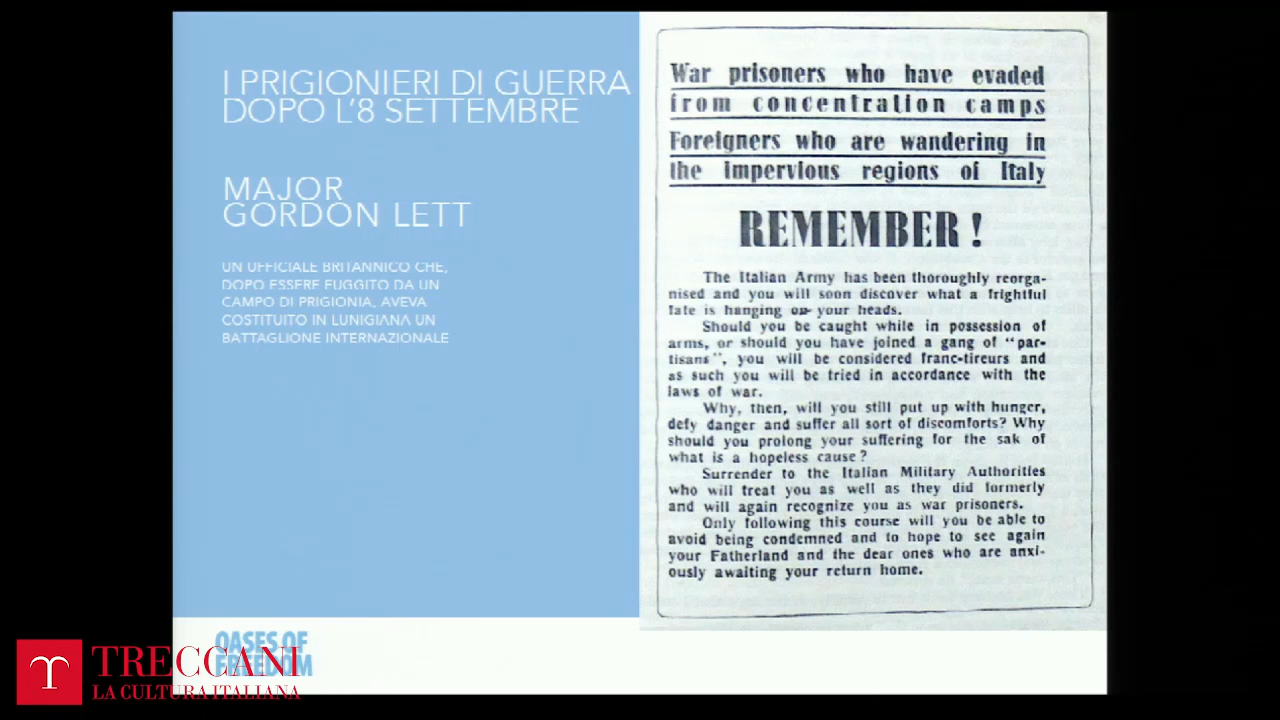 I PRIGIONIERI DI GUERRA
DOPO L'8 SETTEMBRE
MAJOR
GORDON LETT
UN UFFICIALE BRITANNICO CHE,
DOPO ESSERE FUGGITO DA UN
CAMPO DI PRIGIONIA, AVEVA
COSTITUITO IN LUNIGIANA UN
BATTAGLIONE INTERNAZIONALE
War prisoners who have evaded
from concentration camps
Foreigners who are wandering in
the impervious regions of Italy
REMEMBER !
The Italian Army has been thoroughly reorga-
nised and you will soon discover what a frightful
fate is hanging on your heads.
Should you be caught while in possession of
arms, or should you have joined a gang of "par-
tisans", you will be considered franc-tireurs and
as such you will be tried in accordance with the
laws of war.
Why, then, will you still put up with hunger,
defy danger and suffer all sort of discomforts? Why
should you prolong your suffering for the sak of
what is a hopeless cause?
Surrender to the Italian Military Authorities
who will treat you as well as they did formerly
and will again recognize you as war prisoners.
Only following this course will you be able to
avoid being condemned and to hope to see again
your Fatherland and the dear ones who are anxi-
ously awaiting your return home.
OASES OF
FREEDOM
TRECCANI
LA CULTURA ITALIANA